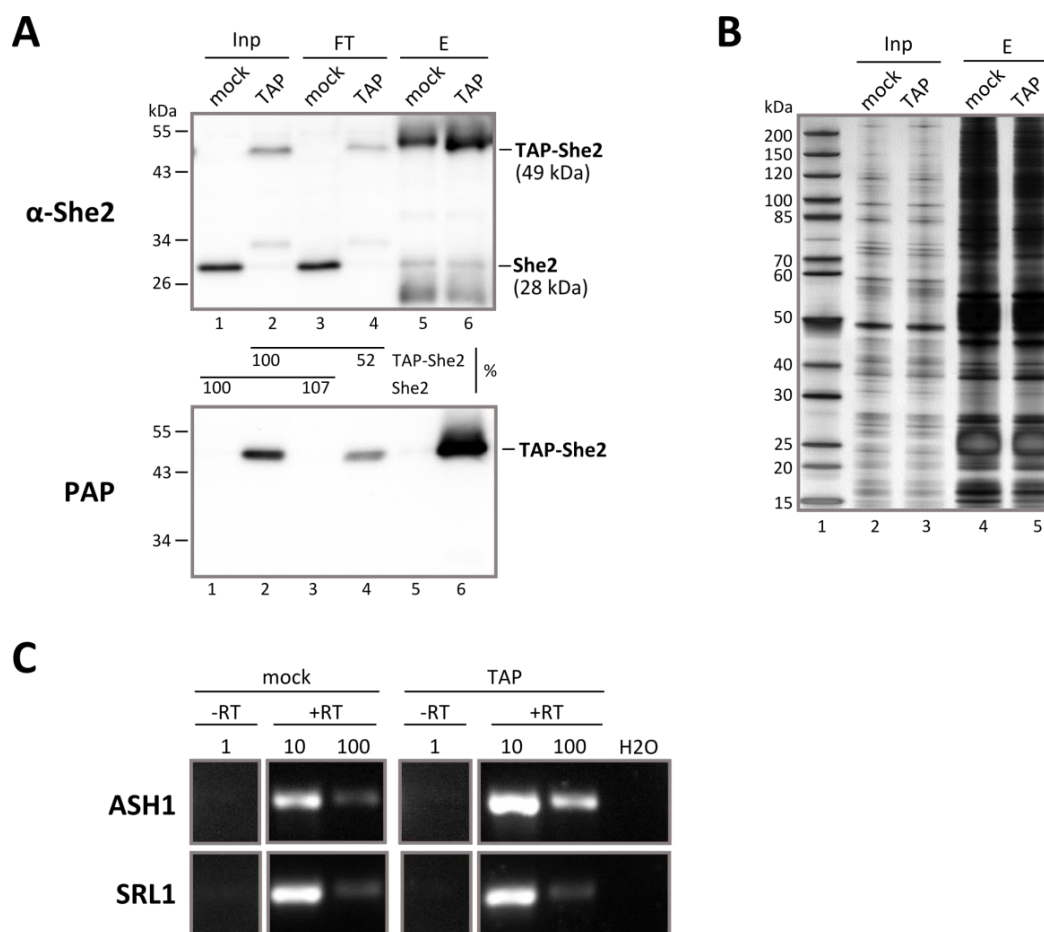 A
Inp FT E
mock TAP mock TAP mock TAP
kDa
55
43
34
26
α-She2
TAP-She2
(49 kDa)
She2
(28 kDa)
1 2 3 4 5 6
100 52 TAP-She2
100 107 She2
%
55
43
34
PAP
TAP-She2
1 2 3 4 5 6
B
Inp E
mock TAP mock TAP
kDa
200
150
120
100
85
70
60
50
40
30
25
20
15
1 2 3 4 5
C
mock TAP
-RT +RT -RT +RT
1 10 100 1 10 100 H2O
ASH1
SRL1